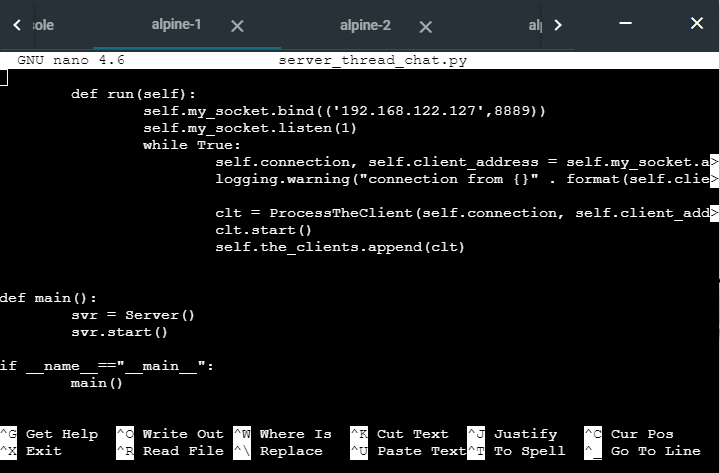 sole alpine-1 alpine-2 al
GNU nano 4.6 server_thread_chat.py
def run(self):
self.my_socket.bind(('192.168.122.127',8889))
self.my_socket.listen(1)
while True:
self.connection, self.client_address = self.my_socket.a>
logging.warning("connection from {}" . format(self.clie>
clt = ProcessTheClient(self.connection, self.client_add>
clt.start()
self.the_clients.append(clt)
def main():
svr = Server()
svr.start()
if __name__=="__main__":
main()
^G Get Help ^O Write Out ^W Where Is ^K Cut Text ^J Justify ^C Cur Pos
^X Exit ^R Read File ^\ Replace ^U Paste Text ^T To Spell ^_ Go To Line